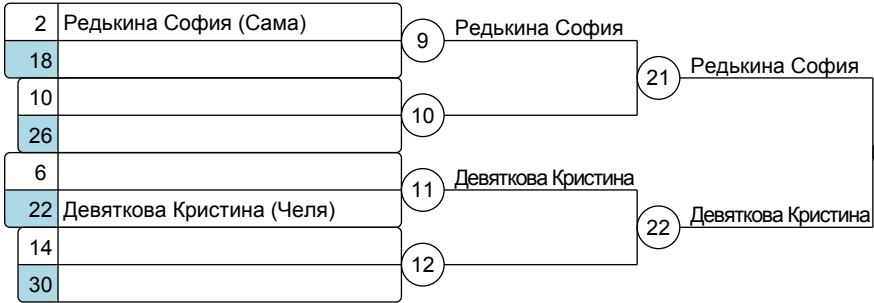 2 Редькина София (Сама)
9 Редькина София
18
21 Редькина София
10
10
26
6
11 Девяткова Кристина
22 Девяткова Кристина (Челя)
22 Девяткова Кристина
14
12
30